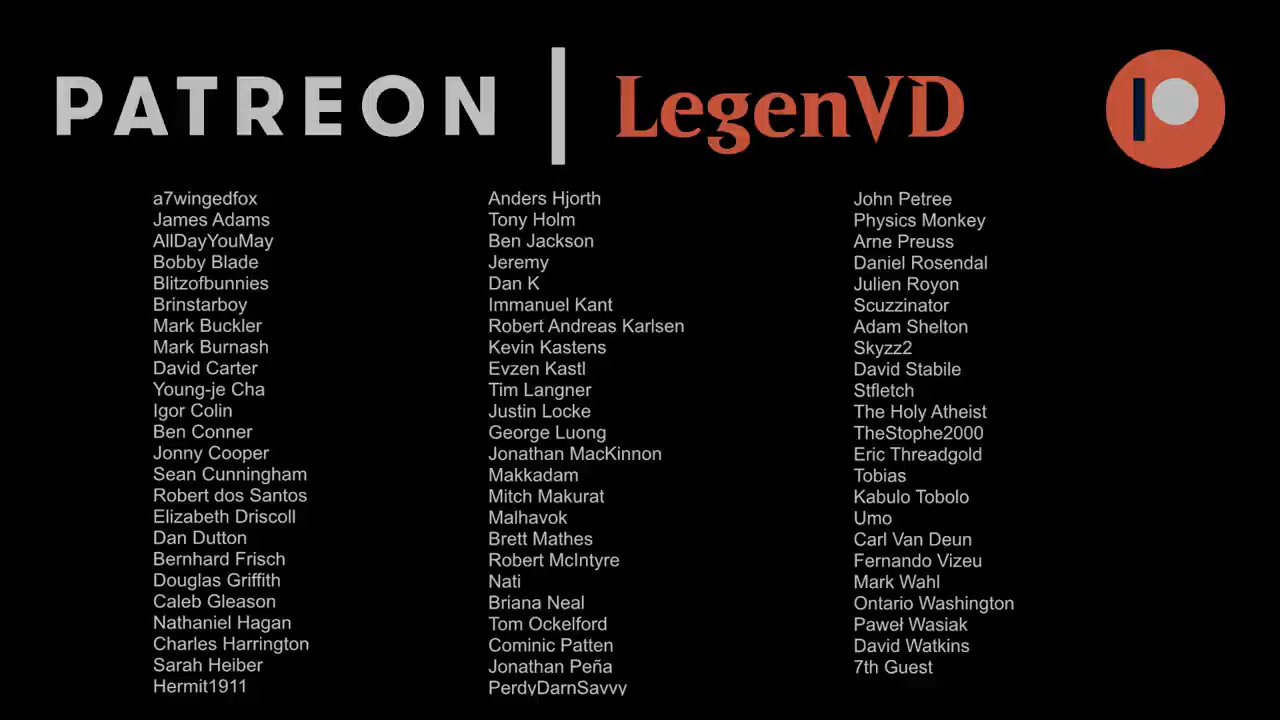 PATREON | LegenVD
a7wingedfox
James Adams
AllDayYouMay
Bobby Blade
Blitzofbunnies
Brinstarboy
Mark Buckler
Mark Burnash
David Carter
Young-je Cha
Igor Colin
Ben Conner
Jonny Cooper
Sean Cunningham
Robert dos Santos
Elizabeth Driscoll
Dan Dutton
Bernhard Frisch
Douglas Griffith
Caleb Gleason
Nathaniel Hagan
Charles Harrington
Sarah Heiber
Hermit1911
Anders Hjorth
Tony Holm
Ben Jackson
Jeremy
Dan K
Immanuel Kant
Robert Andreas Karlsen
Kevin Kastens
Evzen Kastl
Tim Langner
Justin Locke
George Luong
Jonathan MacKinnon
Makkadam
Mitch Makurat
Malhavok
Brett Mathes
Robert McIntyre
Nati
Briana Neal
Tom Ockelford
Cominic Patten
Jonathan Peña
PerdyDarnSavvy
John Petree
Physics Monkey
Arne Preuss
Daniel Rosendal
Julien Royon
Scuzzinator
Adam Shelton
Skyzz2
David Stabile
Stfletch
The Holy Atheist
TheStophe2000
Eric Threadgold
Tobias
Kabulo Tobolo
Umo
Carl Van Deun
Fernando Vizeu
Mark Wahl
Ontario Washington
Paweł Wasiak
David Watkins
7th Guest